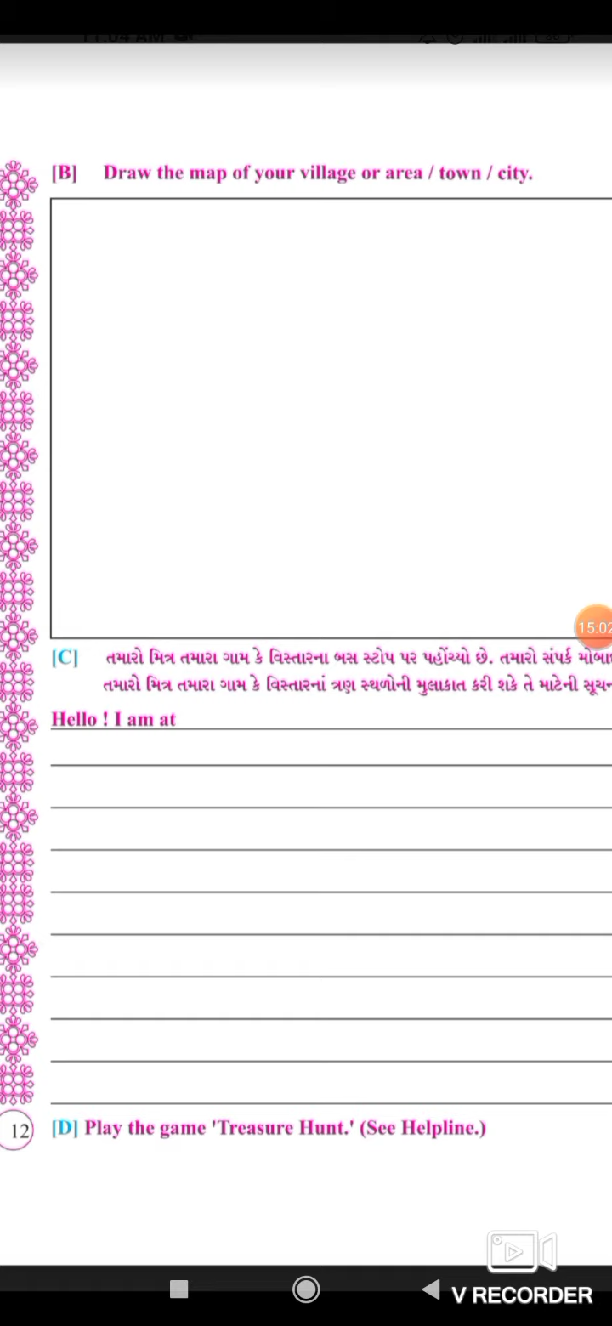 [B] Draw the map of your village or area / town / city.
15:02
[C] તમારો મિત્ર તમારા ગામ કે વિસ્તારના બસ સ્ટોપ પર પહોંચ્યો છે. તમારો સંપર્ક
તમારો મિત્ર તમારા ગામ કે વિસ્તારનાં ત્રણ સ્થળોની મુલાકાત કરી શકે તે માટેની
Hello ! I am at
12 [D] Play the game 'Treasure Hunt.' (See Helpline.)
V RECORDER